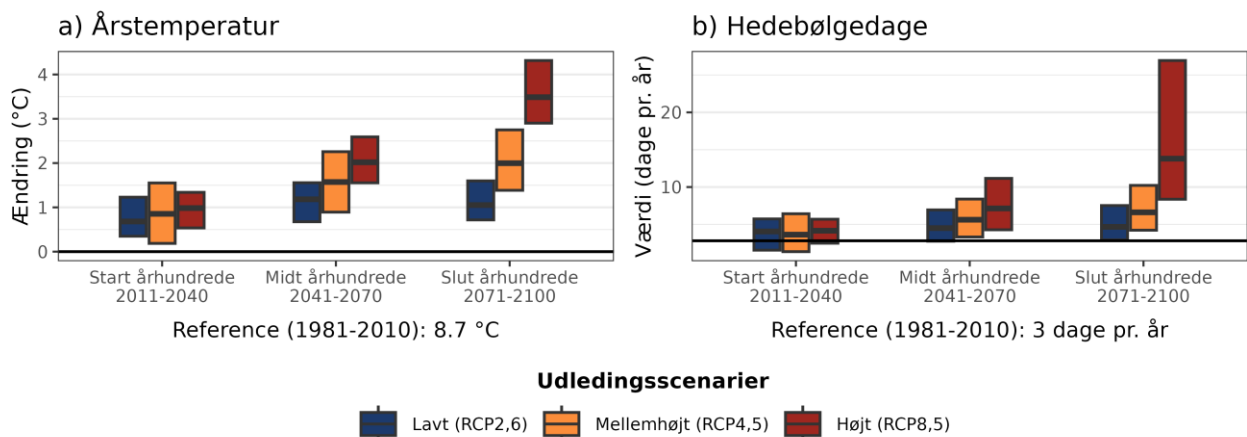 a) Årstemperatur
Ændring (°C)
4
3
2
1
0
Start århundrede
2011-2040
Midt århundrede
2041-2070
Slut århundrede
2071-2100
Reference (1981-2010): 8.7 °C
b) Hedebølgedage
Værdi (dage pr. år)
20
10
Start århundrede
2011-2040
Midt århundrede
2041-2070
Slut århundrede
2071-2100
Reference (1981-2010): 3 dage pr. år
Udledingsscenarier
Lavt (RCP2,6)
Mellemhøjt (RCP4,5)
Højt (RCP8,5)